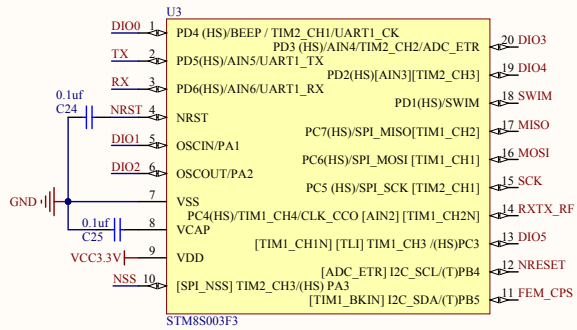 U3
DIO0 1 PD4 (HS)/BEEP / TIM2_CH1/UART1_CK
PD3 (HS)/AIN4/TIM2_CH2/ADC_ETR 20 DIO3
TX 2 PD5(HS)/AIN5/UART1_TX
PD2(HS)[AIN3][TIM2_CH3] 19 DIO4
RX 3 PD6(HS)/AIN6/UART1_RX
PD1(HS)/SWIM 18 SWIM
0.1uf
C24
NRST 4 NRST
PC7(HS)/SPI_MISO[TIM1_CH2] 17 MISO
DIO1 5 OSCIN/PA1
PC6(HS)/SPI_MOSI [TIM1_CH1] 16 MOSI
DIO2 6 OSCOUT/PA2
PC5 (HS)/SPI_SCK [TIM2_CH1] 15 SCK
GND 7 VSS
PC4(HS)/TIM1_CH4/CLK_CCO [AIN2] [TIM1_CH2N] 14 RXTX_RF
0.1uf
C25
8 VCAP
[TIM1_CH1N] [TLI] TIM1_CH3 /(HS)PC3 13 DIO5
VCC3.3V 9 VDD
[ADC_ETR] I2C_SCL/(T)PB4 12 NRESET
NSS 10 [SPI_NSS] TIM2_CH3/(HS) PA3
[TIM1_BKIN] I2C_SDA/(T)PB5 11 FEM_CPS
STM8S003F3